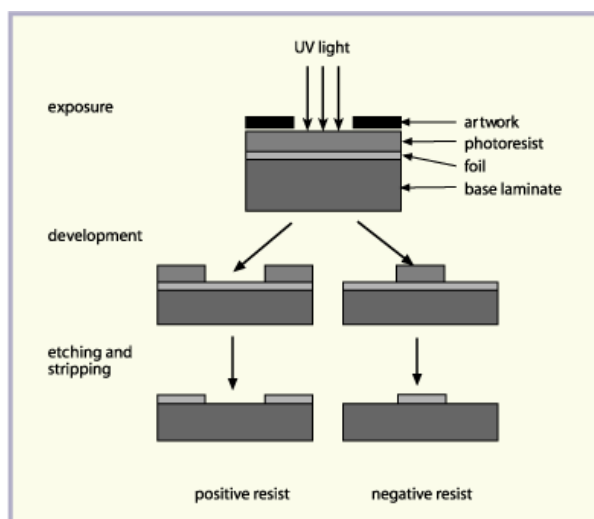 UV light
exposure
artwork
photoresist
foil
base laminate
development
etching and
stripping
positive resist
negative resist